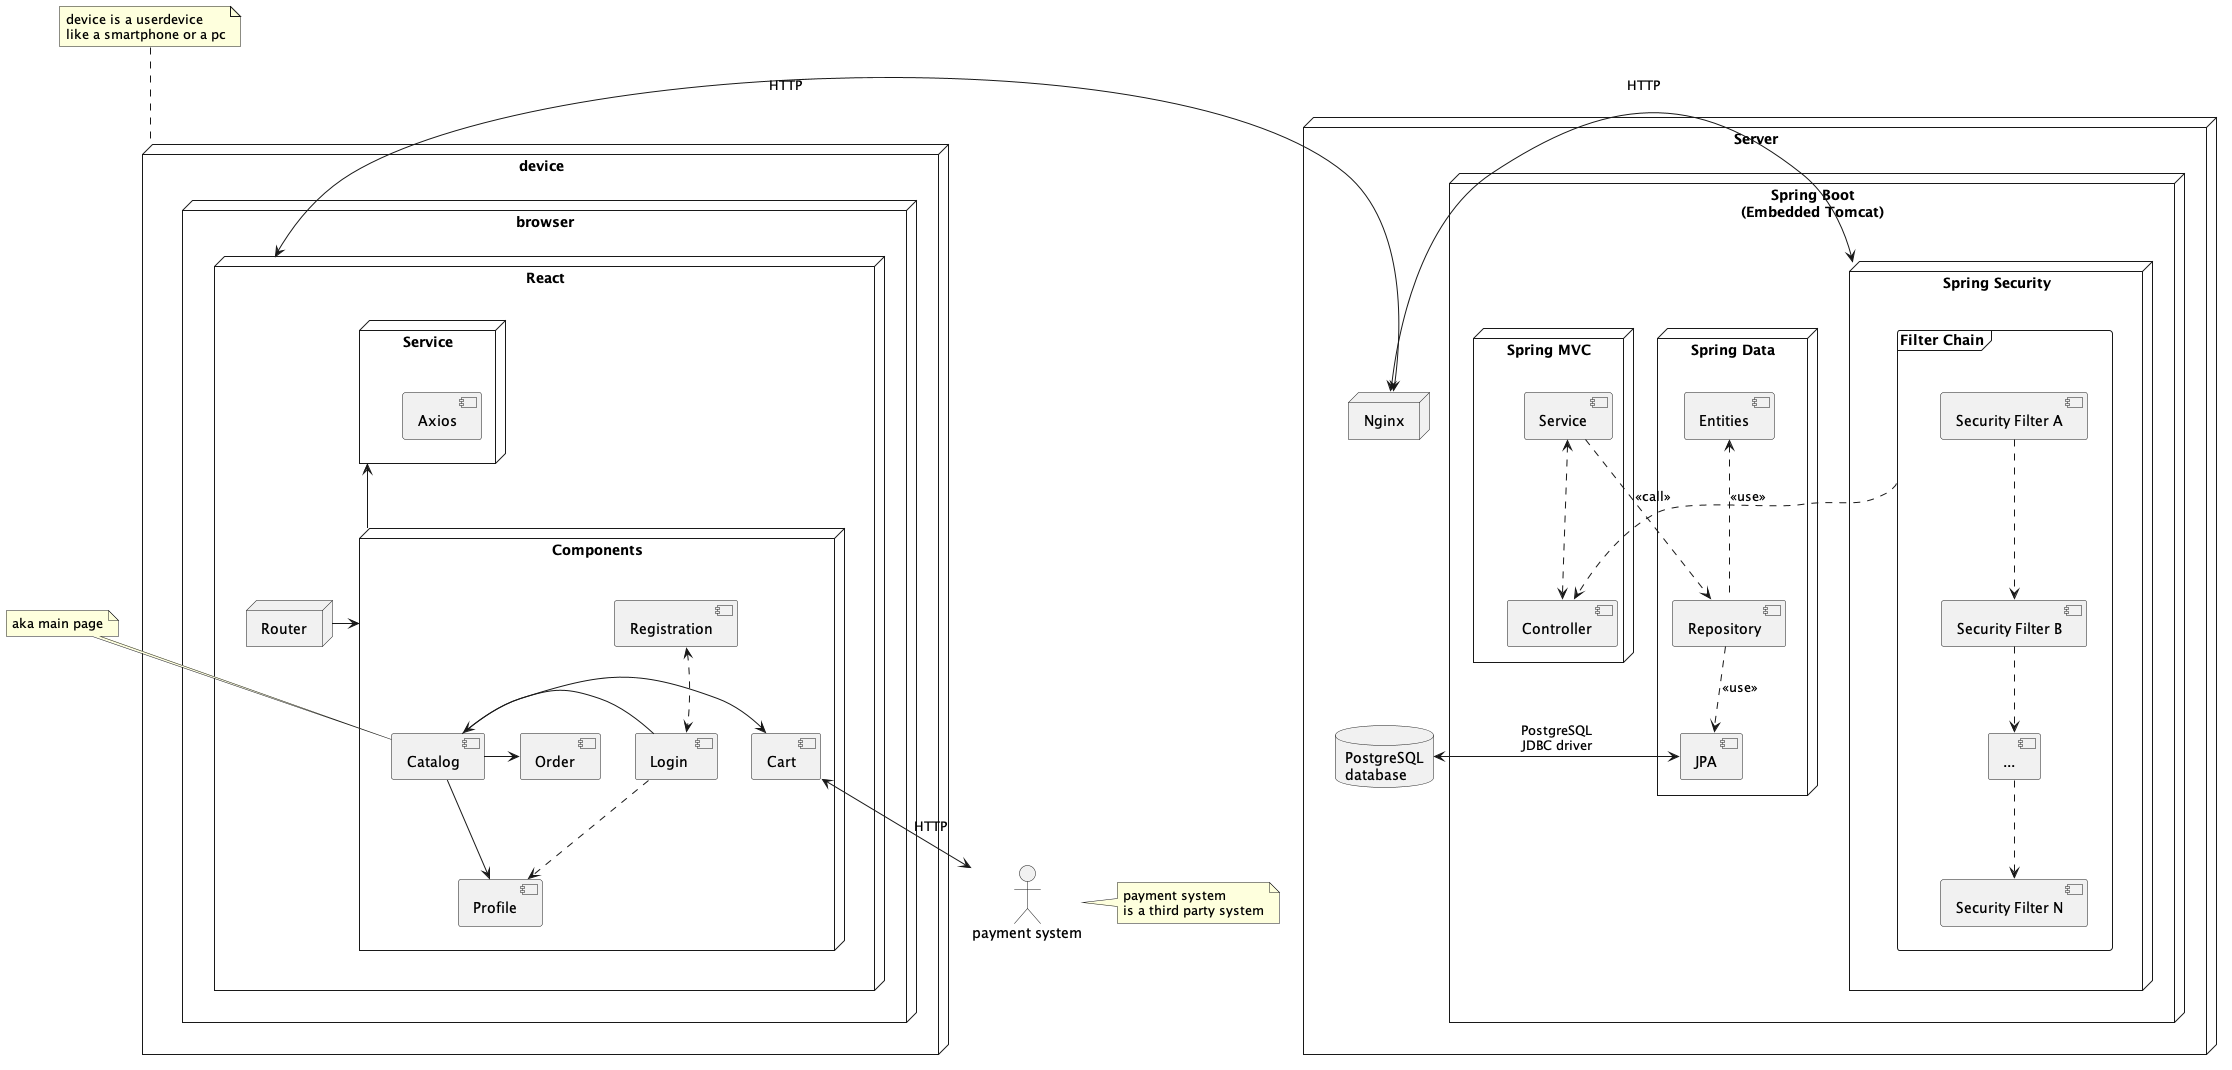 device is a userdevice
like a smartphone or a pc
HTTP
HTTP
Server
device
Spring Boot
(Embedded Tomcat)
browser
React
Spring Security
Service
Axios
Filter Chain
Spring MVC
Spring Data
Nginx
Service
Entities
Security Filter A
«call»
«use»
Components
aka main page
Router
Registration
Controller
Repository
Security Filter B
«use»
Catalog
Order
Login
Cart
PostgreSQL
JDBC driver
PostgreSQL
database
JPA
...
HTTP
Profile
payment system
payment system
is a third party system
Security Filter N